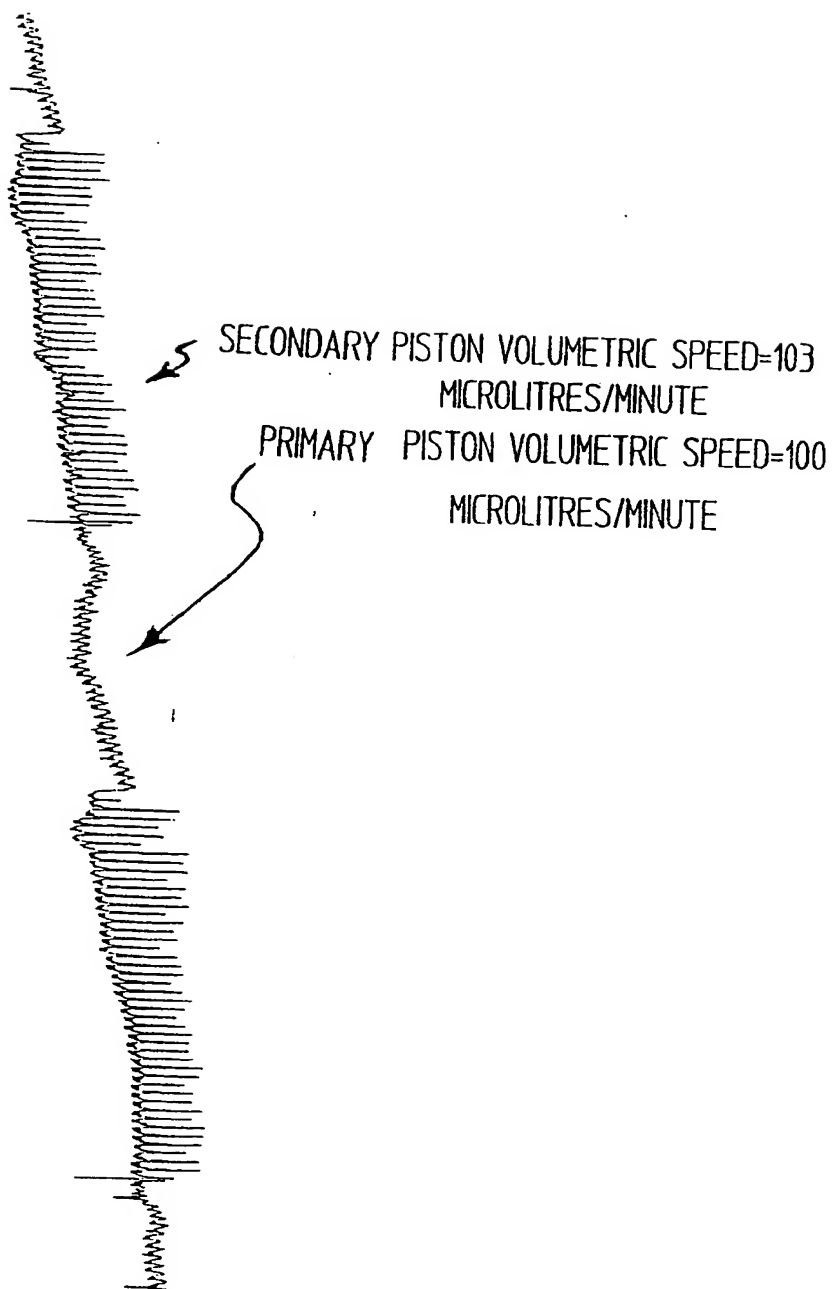 SECONDARY PISTON VOLUMETRIC SPEED=103
MICROLITRES/MINUTE
PRIMARY PISTON VOLUMETRIC SPEED=100
MICROLITRES/MINUTE